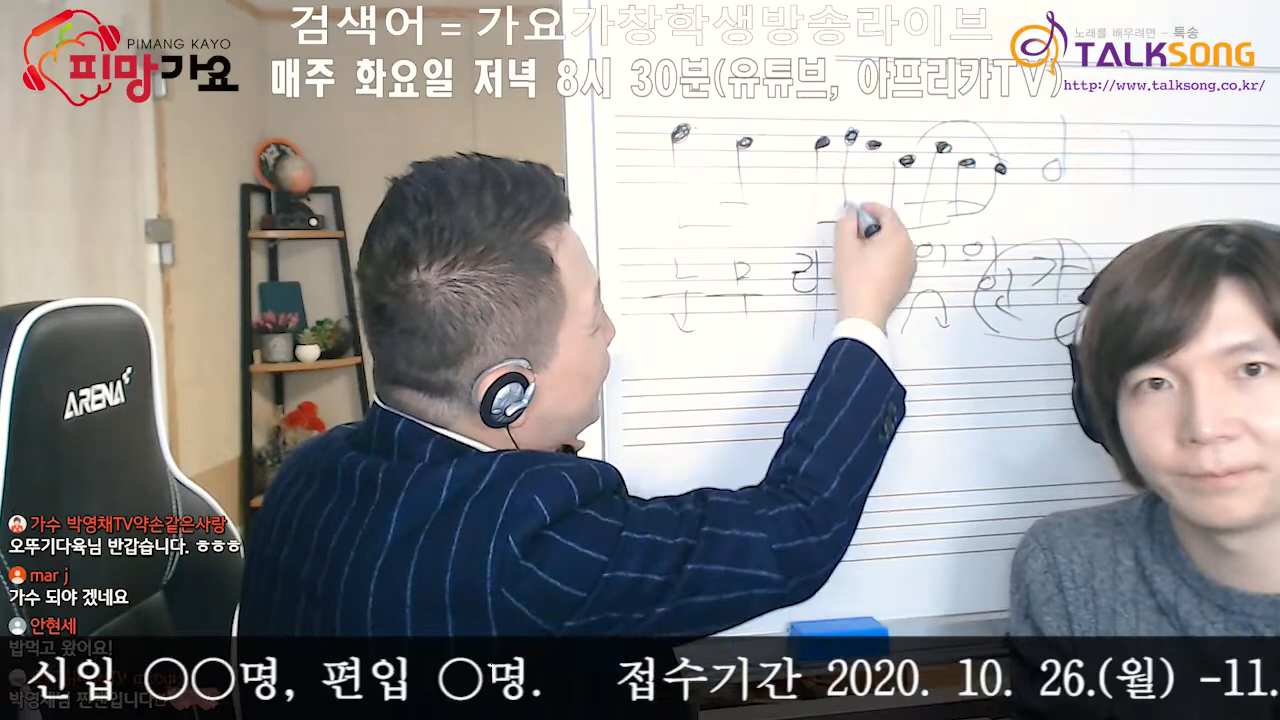 검색어 = 가요가창학생방송라이브
매주 화요일 저녁 8시 30분(유튜브, 아프리카TV)
PIMANG KAYO
피망가요
노래를 배우려면 - 톡송
TALKSONG
http://www.talksong.co.kr/
ARENA
가수 박영채TV약손같은사랑
오뚜기다육님 반갑습니다. ㅎㅎㅎ
mar j
가수 되야 겠네요
안현세
밥먹고 왔어요!
신입 ○○명, 편입 ○명. 접수기간 2020. 10. 26.(월) -11.